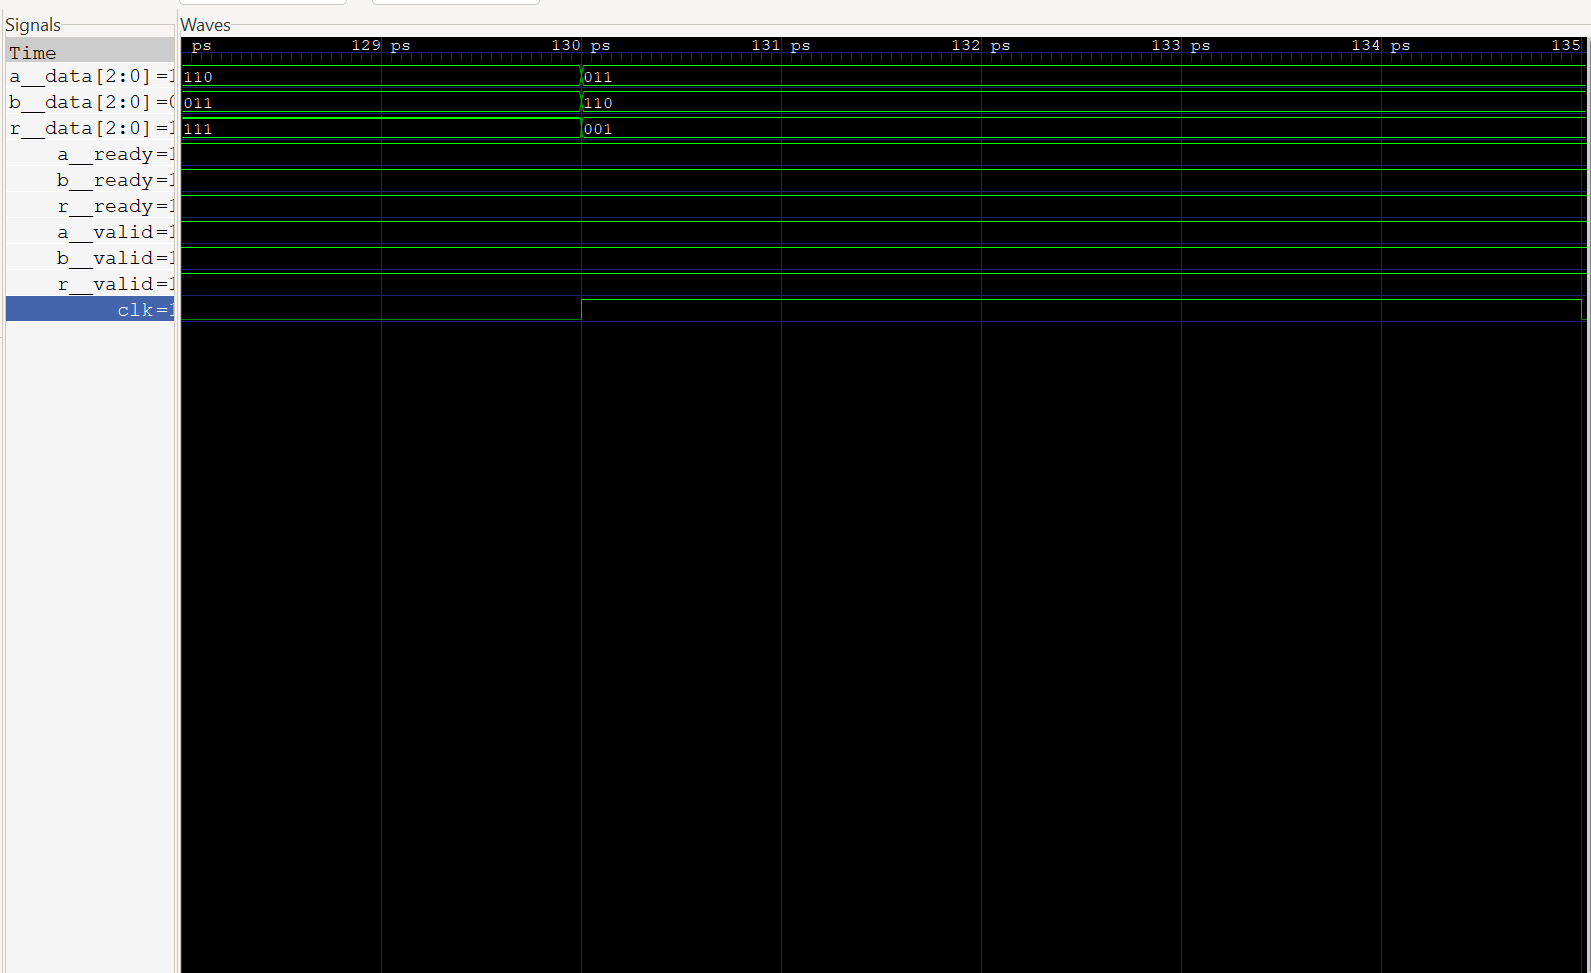 Signals
Waves
Time
ps 129 ps 130 ps 131 ps 132 ps 133 ps 134 ps 135
a__data[2:0]=1 110 011
b__data[2:0]=0 011 110
r__data[2:0]=1 111 001
a__ready=1
b__ready=1
r__ready=1
a__valid=1
b__valid=1
r__valid=1
clk=1